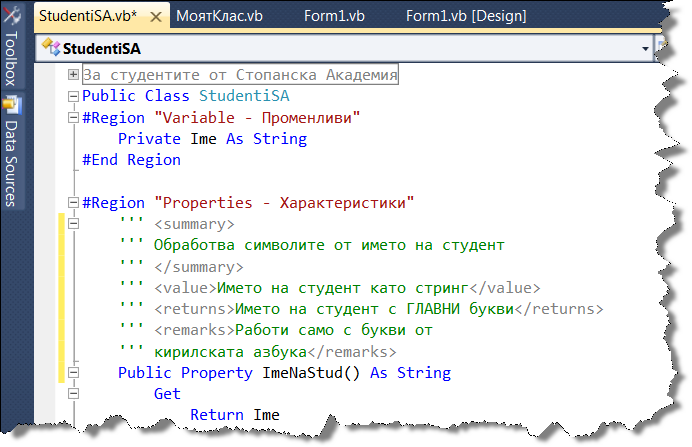 StudentiSA.vb*
МоятКлас.vb
Form1.vb
Form1.vb [Design]
Toolbox
Data Sources
StudentiSA
За студентите от Стопанска Академия
Public Class StudentiSA
#Region "Variable - Променливи"
Private Ime As String
#End Region
#Region "Properties - Характеристики"
''' <summary>
''' Обработва символите от името на студент
''' </summary>
''' <value>Името на студент като стринг</value>
''' <returns>Името на студент с ГЛАВНИ букви</returns>
''' <remarks>Работи само с букви от
''' кирилската азбука</remarks>
Public Property ImeNaStud() As String
Get
Return Ime